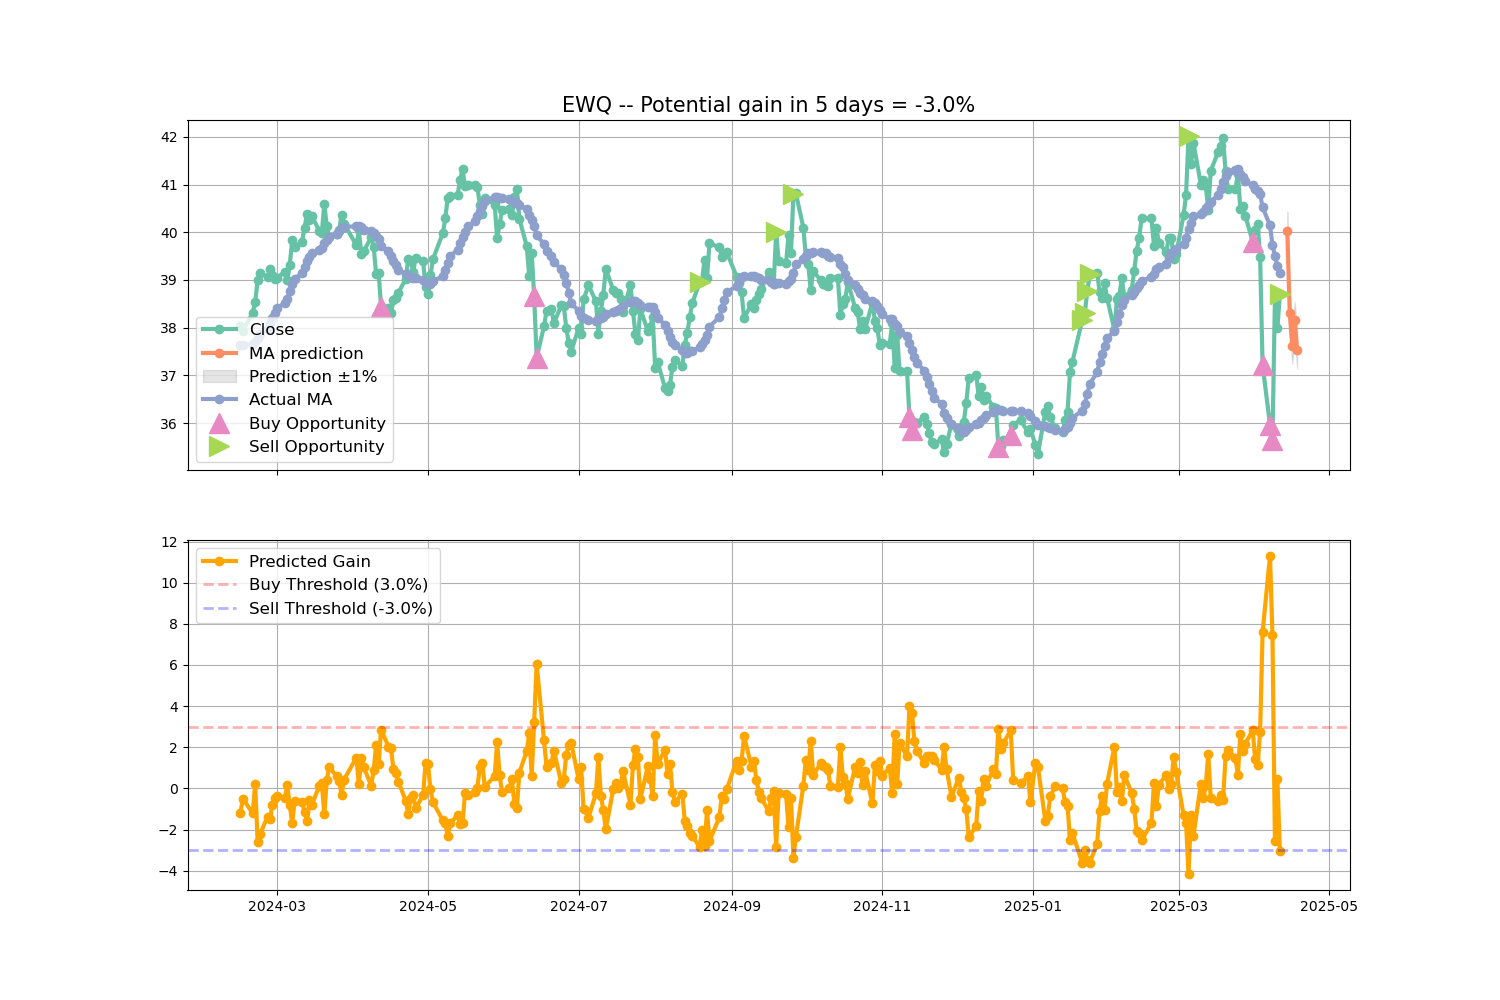 EWQ -- Potential gain in 5 days = -3.0%
42
41
40
39
38
37
36
Close
MA prediction
Prediction ±1%
Actual MA
Buy Opportunity
Sell Opportunity
12
10
8
6
4
2
0
−2
−4
Predicted Gain
Buy Threshold (3.0%)
Sell Threshold (-3.0%)
2024-03 2024-05 2024-07 2024-09 2024-11 2025-01 2025-03 2025-05